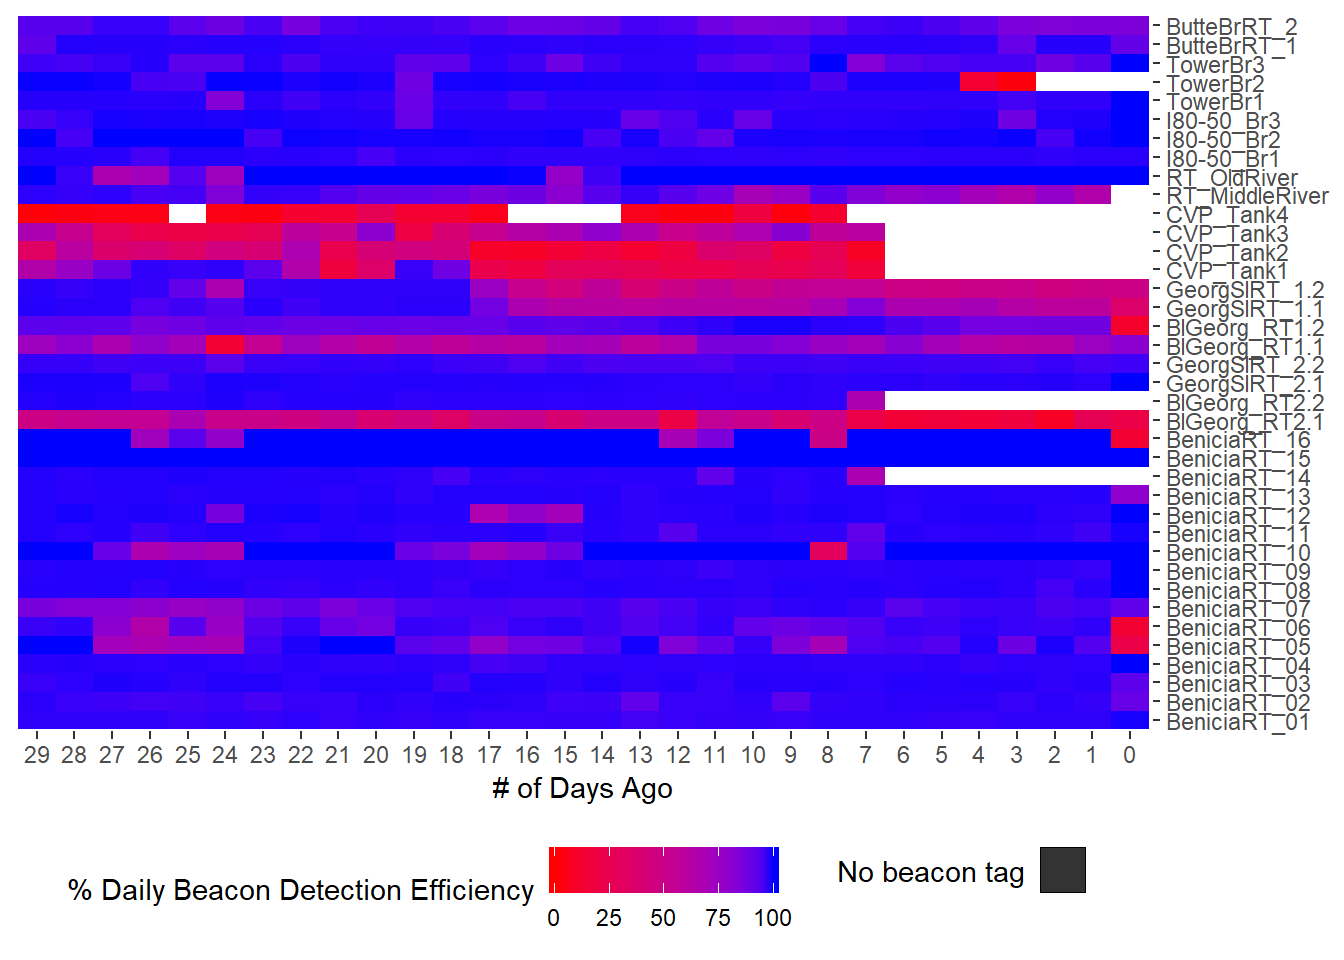 ButteBrRT_2
ButteBrRT_1
TowerBr3
TowerBr2
TowerBr1
I80-50_Br3
I80-50_Br2
I80-50_Br1
RT_OldRiver
RT_MiddleRiver
CVP_Tank4
CVP_Tank3
CVP_Tank2
CVP_Tank1
GeorgSlRT_1.2
GeorgSlRT_1.1
BlGeorg_RT1.2
BlGeorg_RT1.1
GeorgSlRT_2.2
GeorgSlRT_2.1
BlGeorg_RT2.2
BlGeorg_RT2.1
BeniciaRT_16
BeniciaRT_15
BeniciaRT_14
BeniciaRT_13
BeniciaRT_12
BeniciaRT_11
BeniciaRT_10
BeniciaRT_09
BeniciaRT_08
BeniciaRT_07
BeniciaRT_06
BeniciaRT_05
BeniciaRT_04
BeniciaRT_03
BeniciaRT_02
BeniciaRT_01
29 28 27 26 25 24 23 22 21 20 19 18 17 16 15 14 13 12 11 10 9 8 7 6 5 4 3 2 1 0
# of Days Ago
% Daily Beacon Detection Efficiency
0 25 50 75 100
No beacon tag